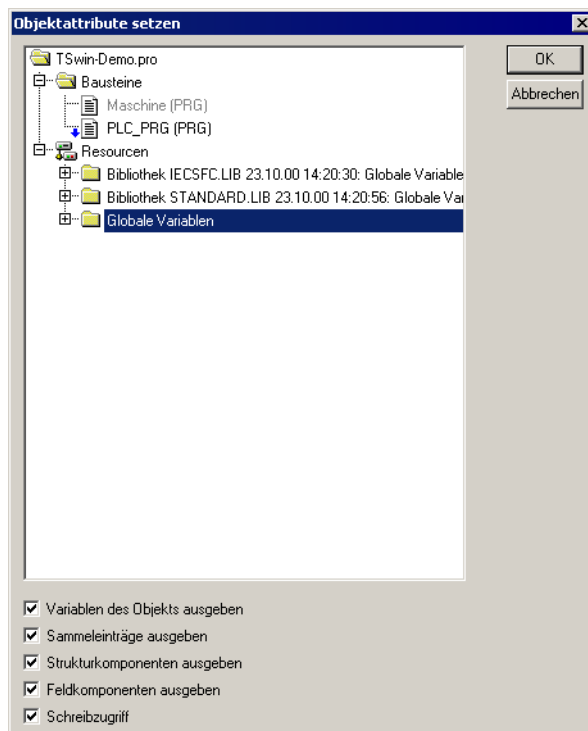 Objektattribute setzen
TSwin-Demo.pro
Bausteine
Maschine (PRG)
PLC_PRG (PRG)
Resourcen
Bibliothek IECSFC.LIB 23.10.00 14:20:30: Globale Variable
Bibliothek STANDARD.LIB 23.10.00 14:20:56: Globale Var
Globale Variablen
OK
Abbrechen
Variablen des Objekts ausgeben
Sammeleinträge ausgeben
Strukturkomponenten ausgeben
Feldkomponenten ausgeben
Schreibzugriff